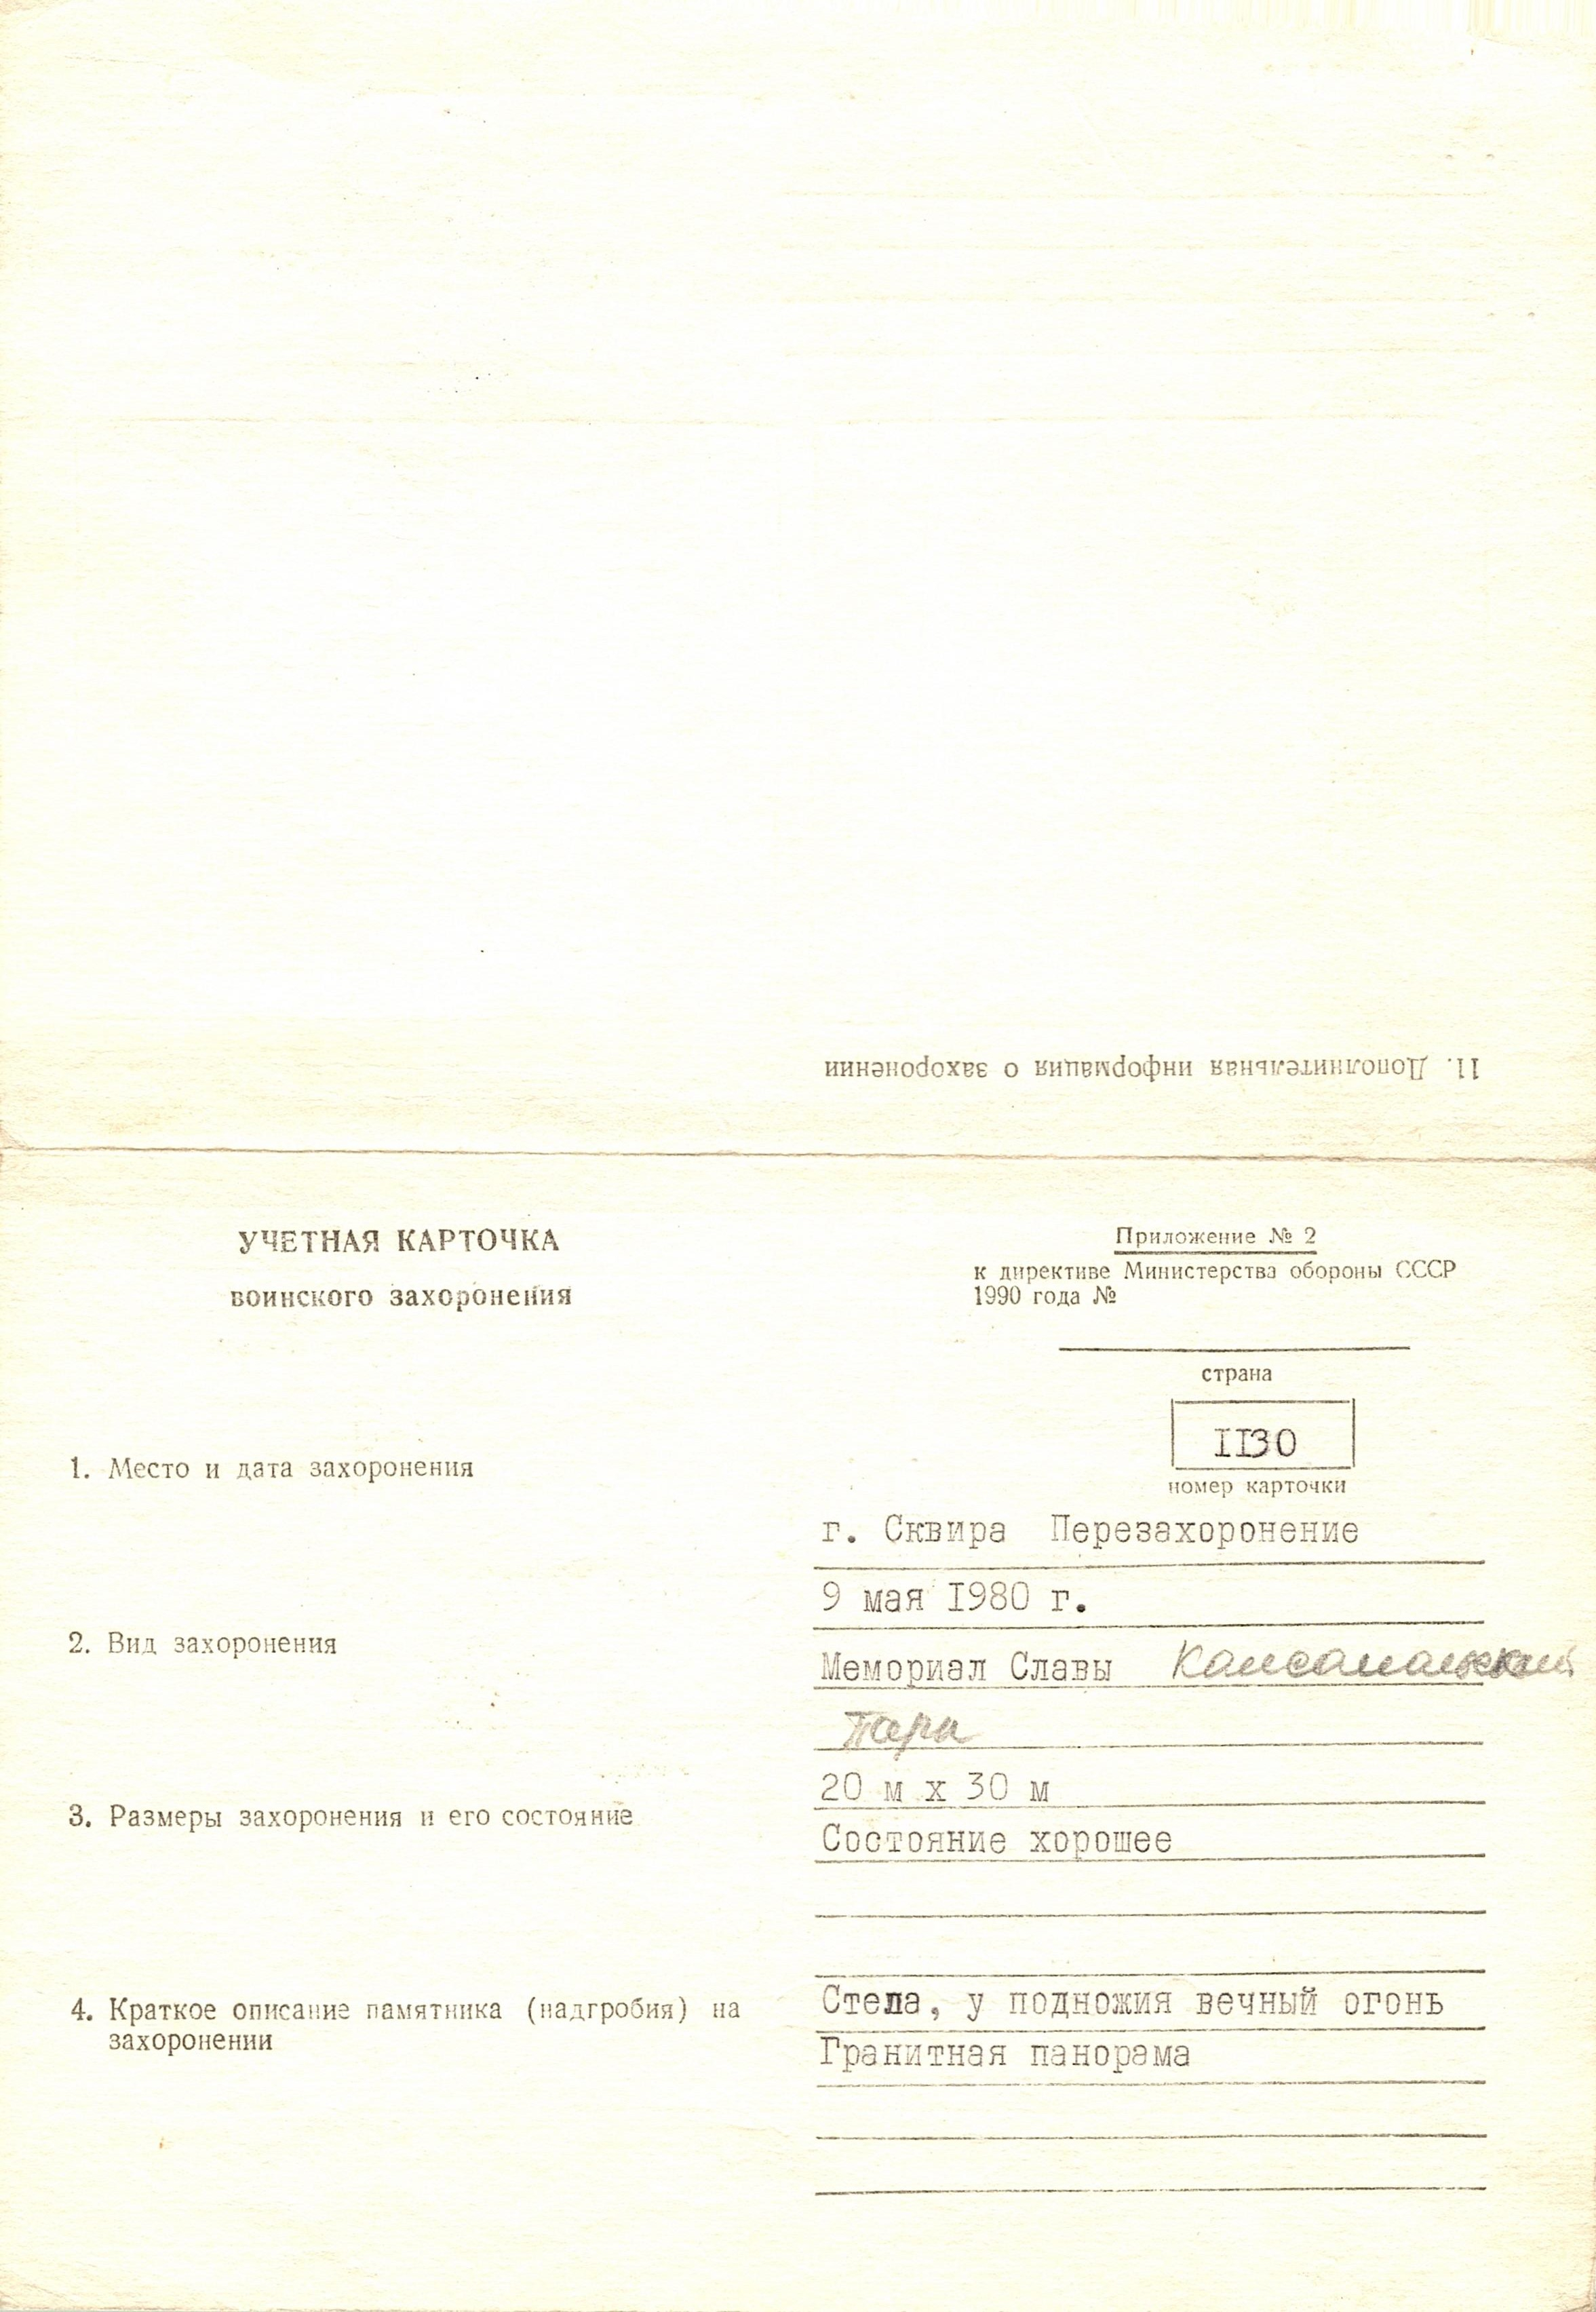 11. Дополнительная информация о захоронении
УЧЕТНАЯ КАРТОЧКА
воинского захоронения
Приложение № 2
к директиве Министерства обороны СССР
1990 года №
страна
II30
номер карточки
1. Место и дата захоронения
г. Сквира Перезахоронение
9 мая I980 г.
2. Вид захоронения
Мемориал Славы Комсомольский
парк
3. Размеры захоронения и его состояние
20 м х 30 м
Состояние хорошее
4. Краткое описание памятника (надгробия) на
захоронении
Стела, у подножия вечный огонь
Гранитная панорама